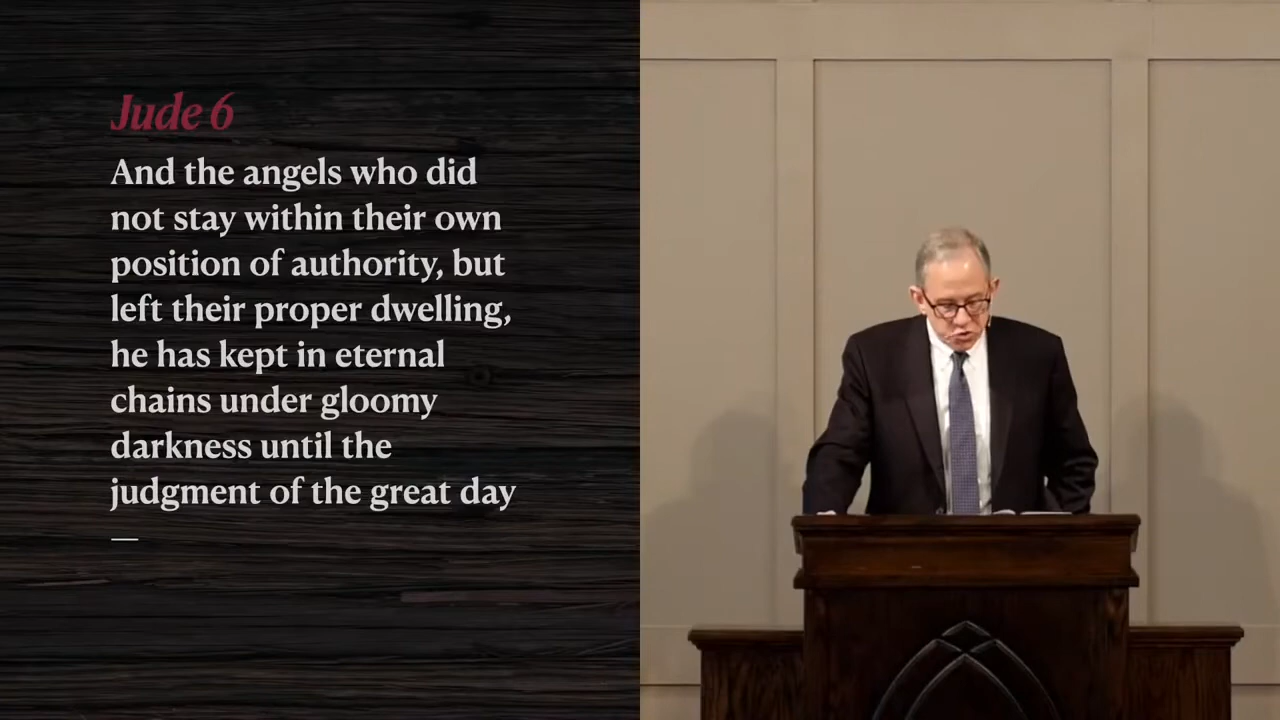 Jude 6
And the angels who did
not stay within their own
position of authority, but
left their proper dwelling,
he has kept in eternal
chains under gloomy
darkness until the
judgment of the great day
—